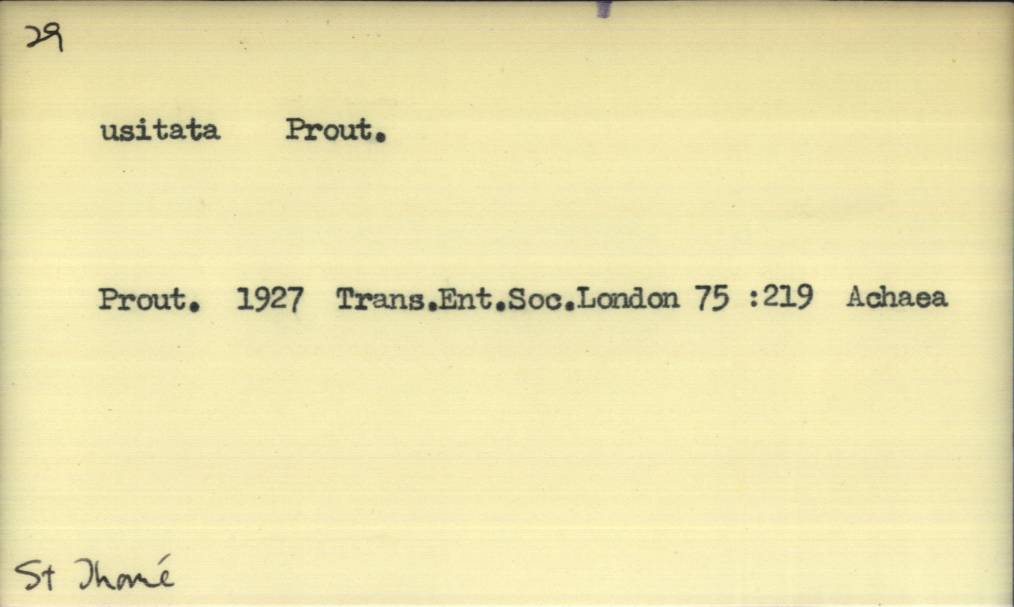 29
usitata Prout.
Prout. 1927 Trans.Ent.Soc.London 75 :219 Achaea
St Thomé